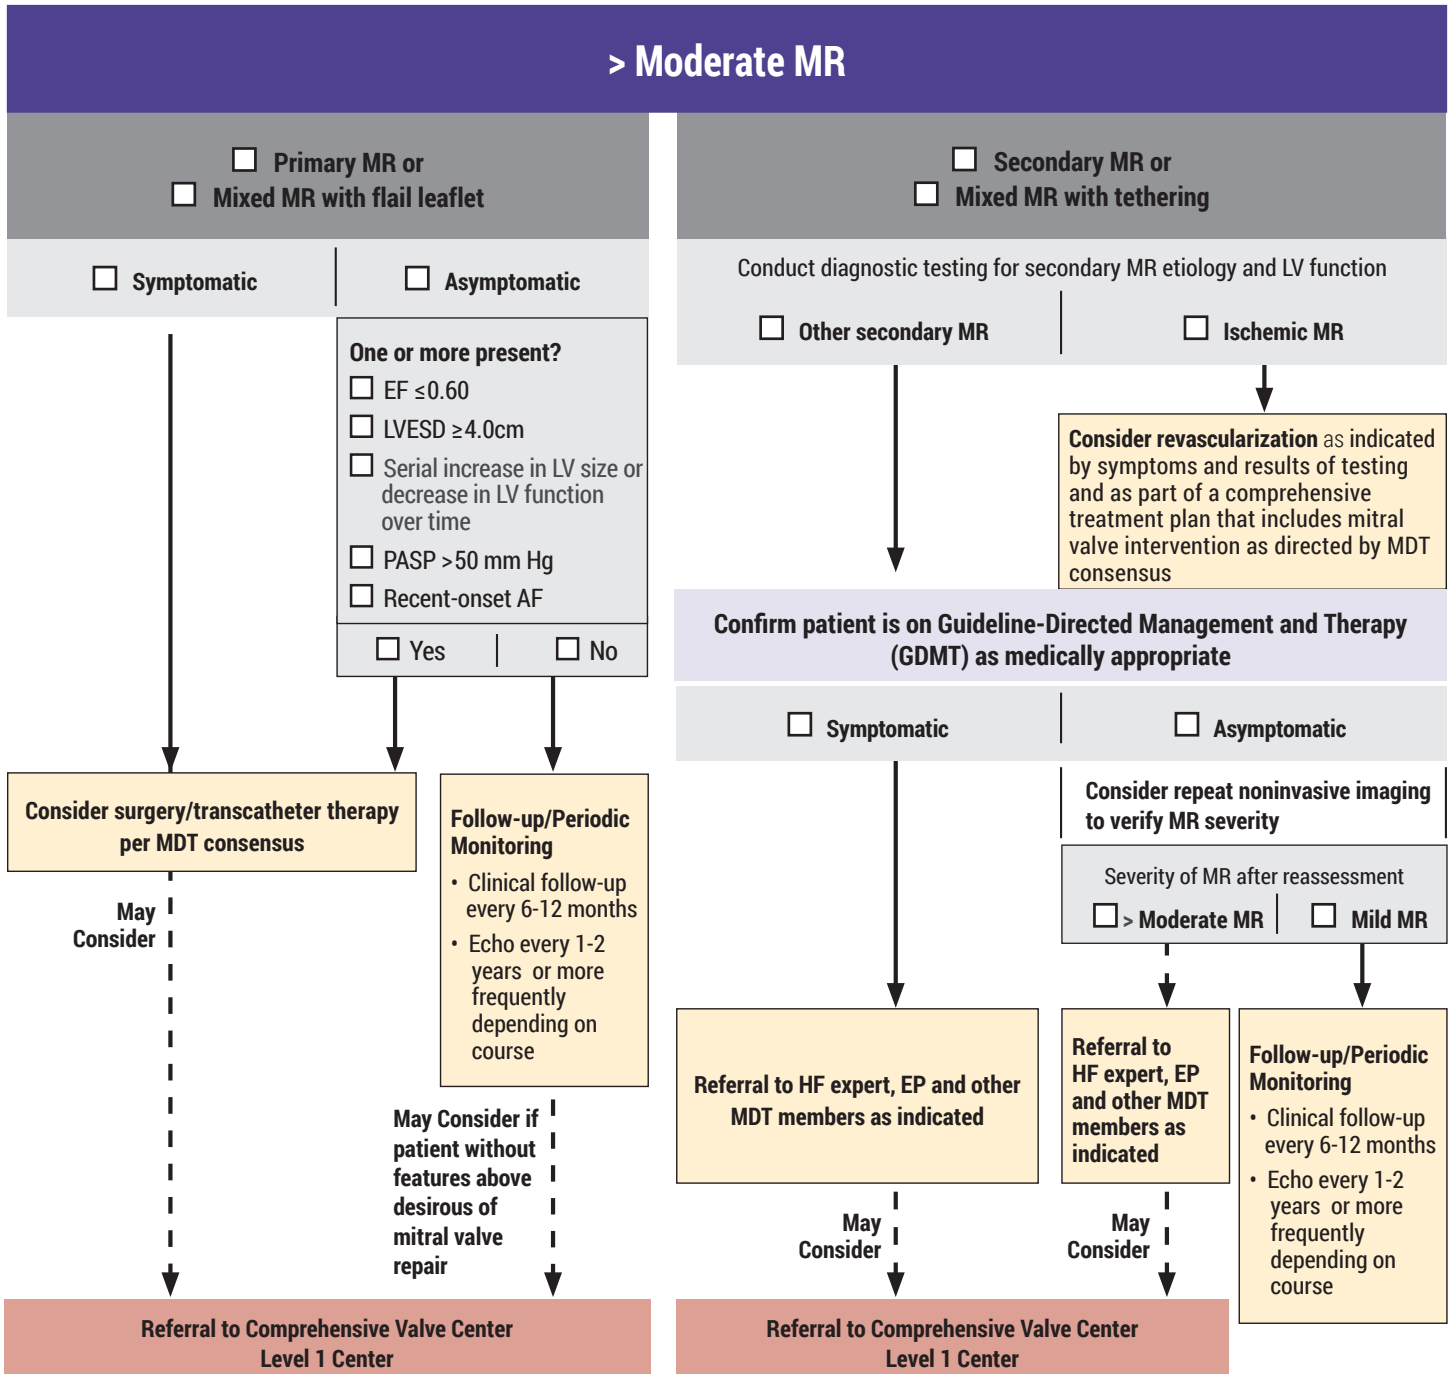 > Moderate MR
Primary MR or
Mixed MR with flail leaflet
Symptomatic
Asymptomatic
One or more present?
EF ≤0.60
LVESD ≥4.0cm
Serial increase in LV size or
decrease in LV function
over time
PASP >50 mm Hg
Recent-onset AF
Yes
No
Consider surgery/transcatheter therapy
per MDT consensus
Follow-up/Periodic
Monitoring
• Clinical follow-up
every 6-12 months
• Echo every 1-2
years or more
frequently
depending on
course
May
Consider
May Consider if
patient without
features above
desirous of
mitral valve
repair
Referral to Comprehensive Valve Center
Level 1 Center
Secondary MR or
Mixed MR with tethering
Conduct diagnostic testing for secondary MR etiology and LV function
Other secondary MR
Ischemic MR
Consider revascularization as indicated
by symptoms and results of testing
and as part of a comprehensive
treatment plan that includes mitral
valve intervention as directed by MDT
consensus
Confirm patient is on Guideline-Directed Management and Therapy
(GDMT) as medically appropriate
Symptomatic
Asymptomatic
Consider repeat noninvasive imaging
to verify MR severity
Severity of MR after reassessment
> Moderate MR
Mild MR
Referral to HF expert, EP and other
MDT members as indicated
Referral to
HF expert, EP
and other MDT
members as
indicated
Follow-up/Periodic
Monitoring
• Clinical follow-up
every 6-12 months
• Echo every 1-2
years or more
frequently
depending on
course
May
Consider
May
Consider
Referral to Comprehensive Valve Center
Level 1 Center